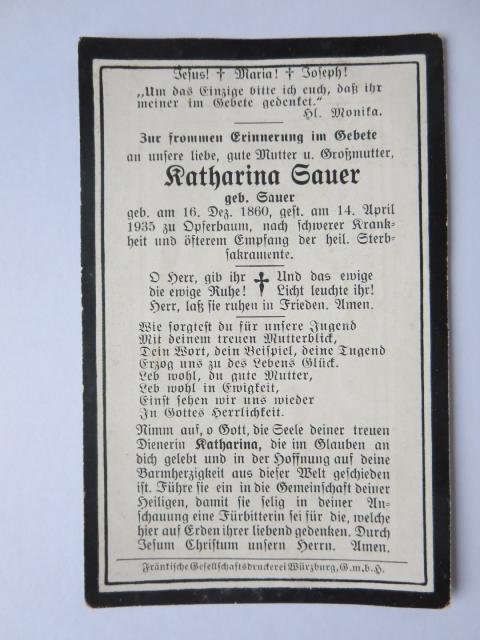 Jesus! † Maria! † Joseph!
„Um das Einzige bitte ich euch, daß ihr
meiner im Gebete gedenket."
Hl. Monika.
Zur frommen Erinnerung im Gebete
an unsere liebe, gute Mutter u. Großmutter,
Katharina Sauer
geb. Sauer
geb. am 16. Dez. 1860, gest. am 14. April
1935 zu Opferbaum, nach schwerer Krank-
heit und öfterem Empfang der heil. Sterb-
sakramente.
O Herr, gib ihr † Und das ewige
die ewige Ruhe! Licht leuchte ihr!
Herr, laß sie ruhen in Frieden. Amen.
Wie sorgtest du für unsere Jugend
Mit deinem treuen Mutterblick,
Dein Wort, dein Beispiel, deine Tugend
Erzog uns zu des Lebens Glück.
Leb wohl, du gute Mutter,
Leb wohl in Ewigkeit,
Einst sehen wir uns wieder
In Gottes Herrlichkeit.
Nimm auf, o Gott, die Seele deiner treuen
Dienerin Katharina, die im Glauben an
dich gelebt und in der Hoffnung auf deine
Barmherzigkeit aus dieser Welt geschieden
ist. Führe sie ein in die Gemeinschaft deiner
Heiligen, damit sie selig in deiner An-
schauung eine Fürbitterin sei für die, welche
hier auf Erden ihrer liebend gedenken. Durch
Jesum Christum unsern Herrn. Amen.
Fränkische Gesellschaftsdruckerei Würzburg, G.m.b.H.